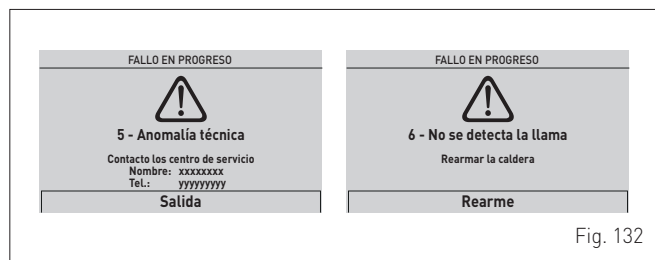 FALLO EN PROGRESO
5 - Anomalía técnica
Contacto los centro de servicio
Nombre: xxxxxxxx
Tel.: yyyyyyyyy
Salida
FALLO EN PROGRESO
6 - No se detecta la llama
Rearmar la caldera
Rearme
Fig. 132